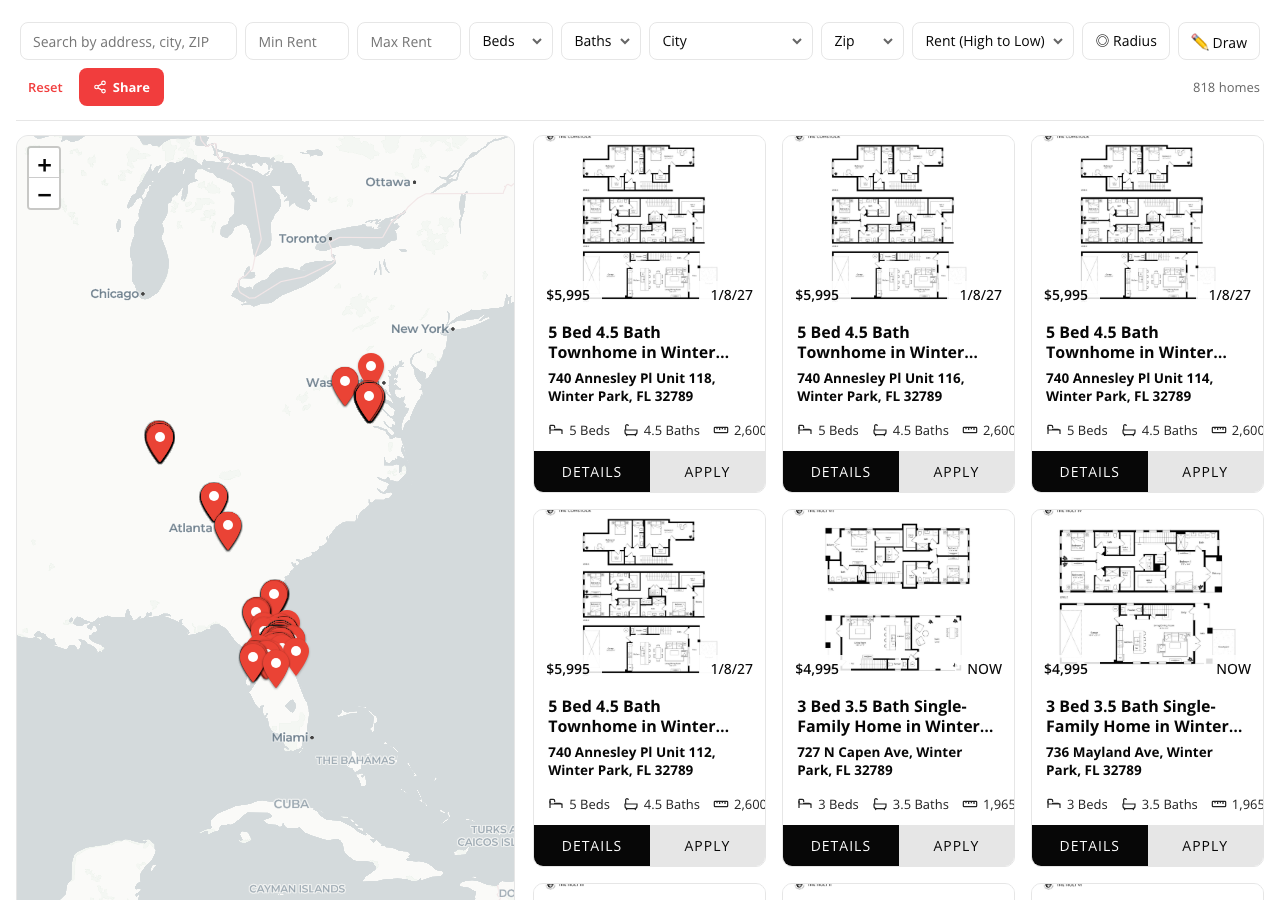 Search by address, city, ZIP
Min Rent
Max Rent
Beds
Baths
City
Zip
Rent (High to Low)
Radius
Draw
Reset
Share
818 homes
+
−
Ottawa
Toronto
Chicago
New York
Atlanta
Miami
THE BAHAMAS
CUBA
CAYMAN ISLANDS
$5,995 1/8/27
5 Bed 4.5 Bath
Townhome in Winter...
740 Annesley Pl Unit 118,
Winter Park, FL 32789
5 Beds 4.5 Baths 2,600
DETAILS APPLY
$5,995 1/8/27
5 Bed 4.5 Bath
Townhome in Winter...
740 Annesley Pl Unit 116,
Winter Park, FL 32789
5 Beds 4.5 Baths 2,600
DETAILS APPLY
$5,995 1/8/27
5 Bed 4.5 Bath
Townhome in Winter...
740 Annesley Pl Unit 114,
Winter Park, FL 32789
5 Beds 4.5 Baths 2,600
DETAILS APPLY
$5,995 1/8/27
5 Bed 4.5 Bath
Townhome in Winter...
740 Annesley Pl Unit 112,
Winter Park, FL 32789
5 Beds 4.5 Baths 2,600
DETAILS APPLY
$4,995 NOW
3 Bed 3.5 Bath Single-
Family Home in Winter...
727 N Capen Ave, Winter
Park, FL 32789
3 Beds 3.5 Baths 1,965
DETAILS APPLY
$4,995 NOW
3 Bed 3.5 Bath Single-
Family Home in Winter...
736 Mayland Ave, Winter
Park, FL 32789
3 Beds 3.5 Baths 1,965
DETAILS APPLY